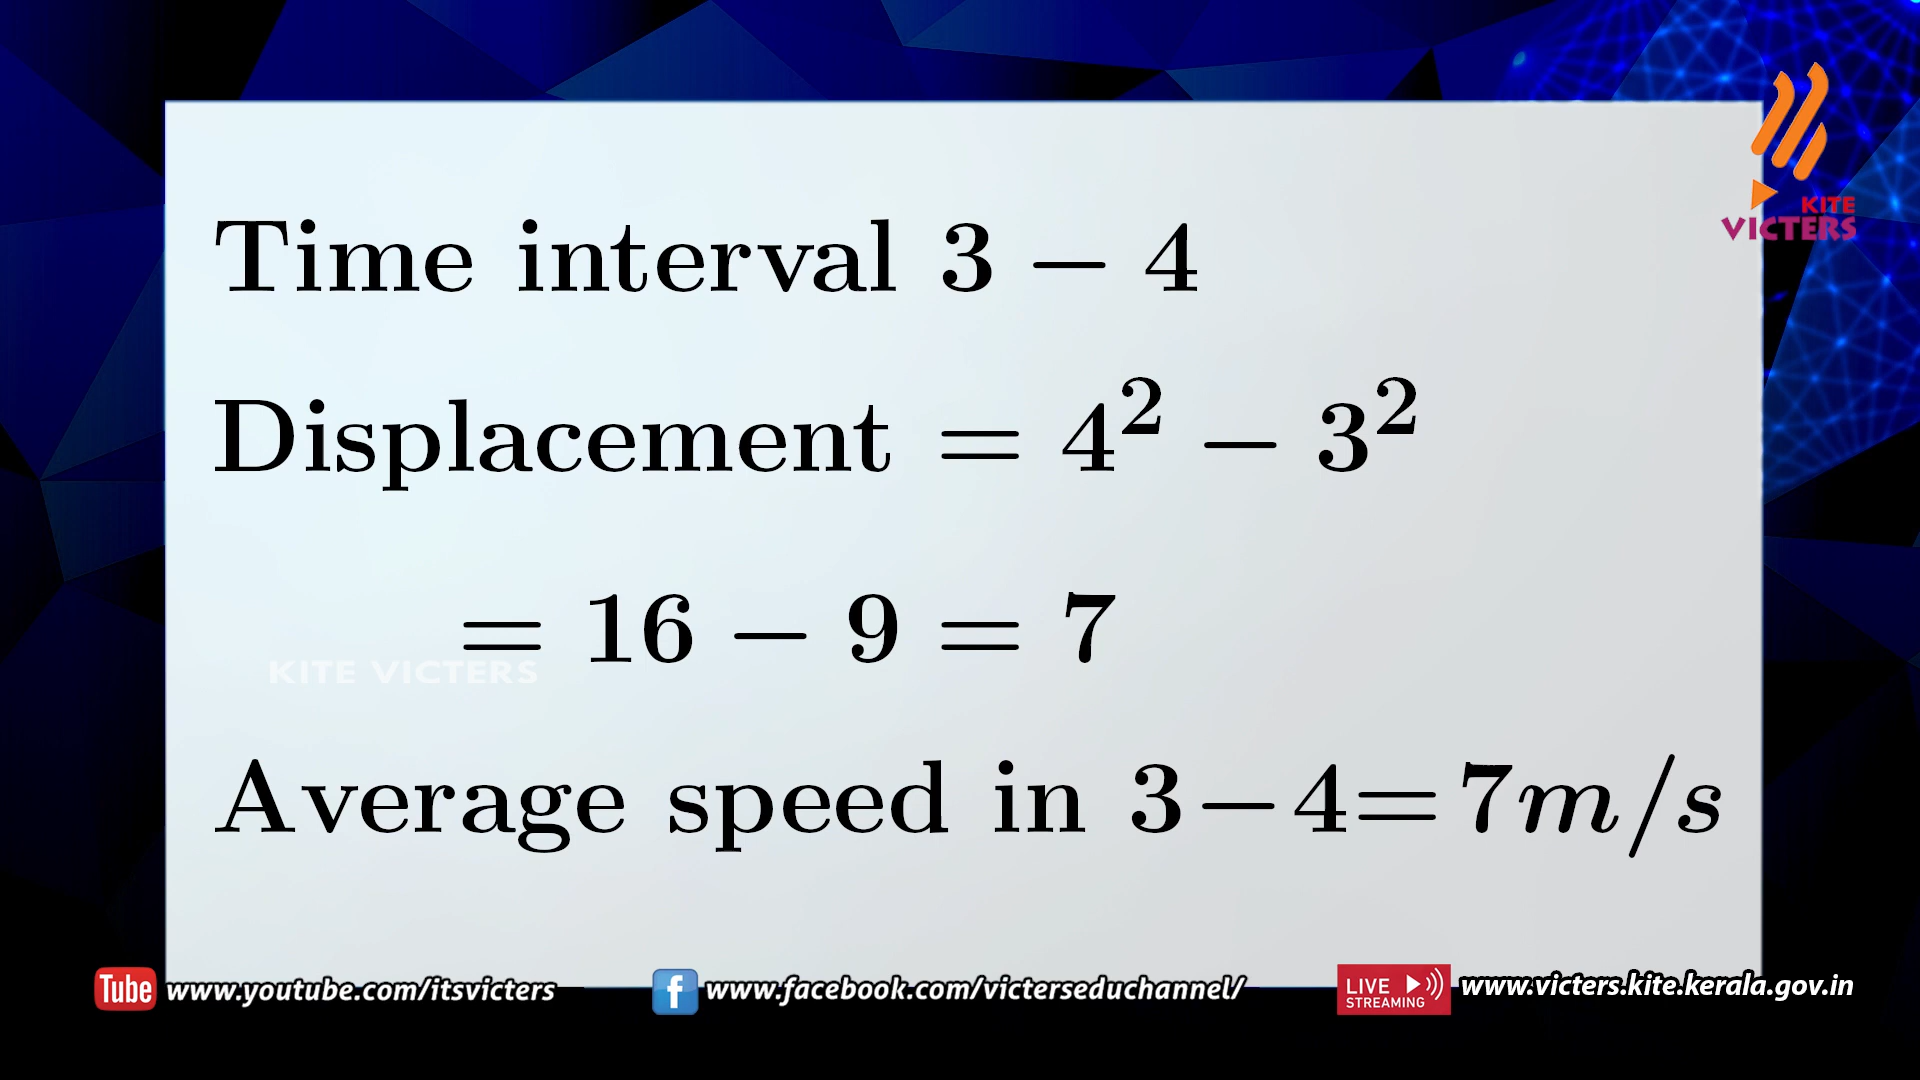 KITE
VICTERS
Time interval 3 − 4
Displacement = 4² − 3²
= 16 − 9 = 7
KITE VICTERS
Average speed in 3 − 4 = 7m/s
Tube www.youtube.com/itsvicters
f www.facebook.com/victerseduchannel/
LIVE STREAMING www.victers.kite.kerala.gov.in